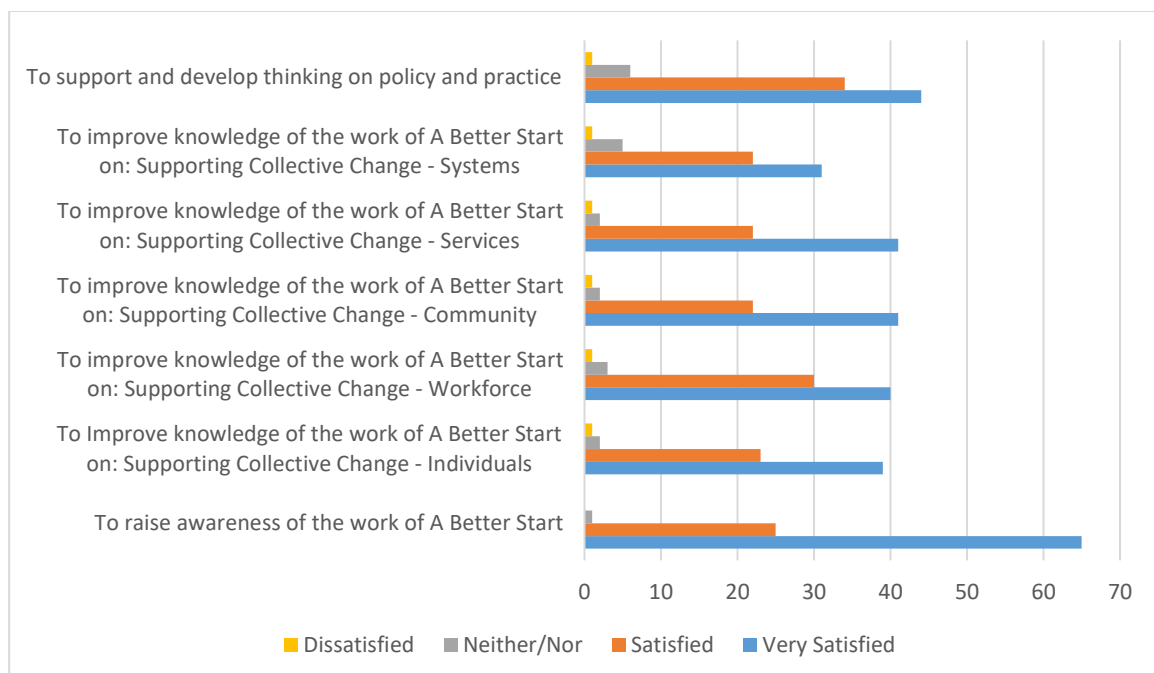 To support and develop thinking on policy and practice
To improve knowledge of the work of A Better Start
on: Supporting Collective Change - Systems
To improve knowledge of the work of A Better Start
on: Supporting Collective Change - Services
To improve knowledge of the work of A Better Start
on: Supporting Collective Change - Community
To improve knowledge of the work of A Better Start
on: Supporting Collective Change - Workforce
To Improve knowledge of the work of A Better Start
on: Supporting Collective Change - Individuals
To raise awareness of the work of A Better Start
0 10 20 30 40 50 60 70
Dissatisfied Neither/Nor Satisfied Very Satisfied